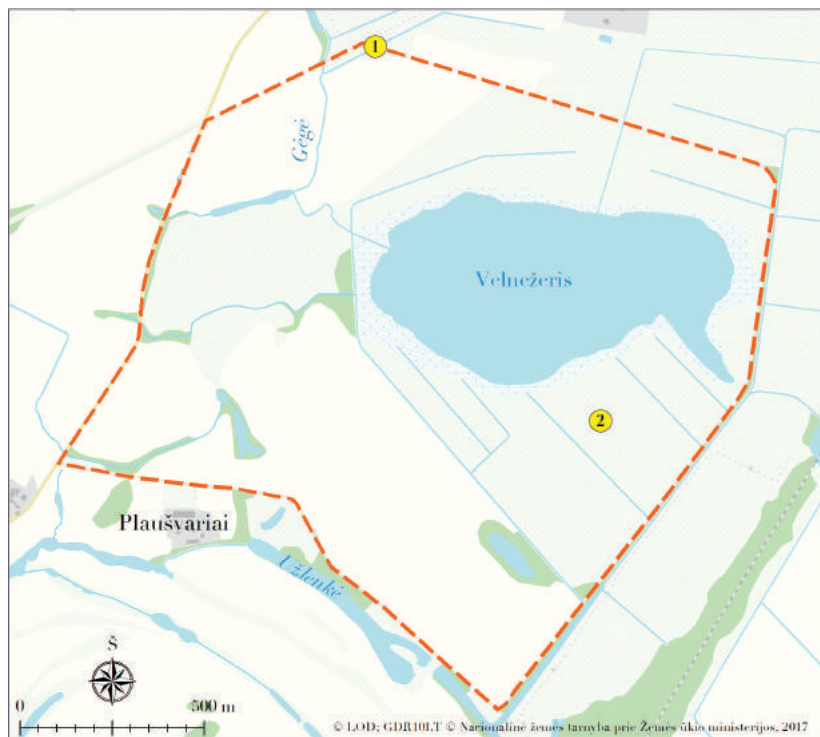 1
Gėgė
Velnežeris
2
Plaušvariai
Užlenkė
Š
0 500 m
© LOD; GDR10LT © Nacionalinė žemės tarnyba prie Žemės ūkio ministerijos, 2017